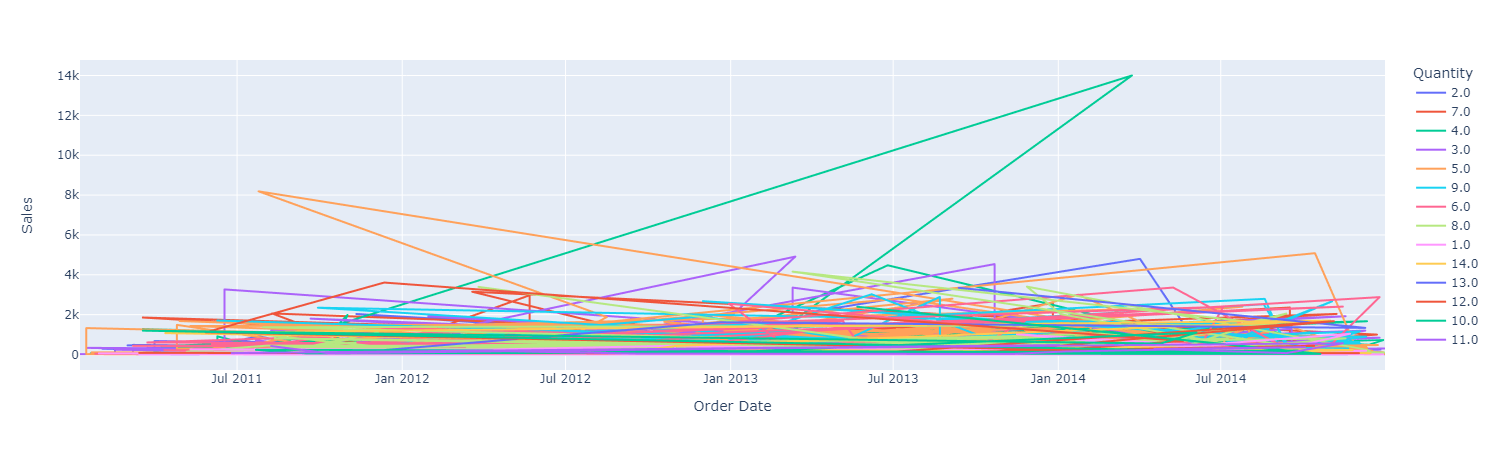 Quantity
14k
12k
10k
8k
6k
4k
2k
0
Sales
Jul 2011
Jan 2012
Jul 2012
Jan 2013
Jul 2013
Jan 2014
Jul 2014
Order Date
2.0
7.0
4.0
3.0
5.0
9.0
6.0
8.0
1.0
14.0
13.0
12.0
10.0
11.0